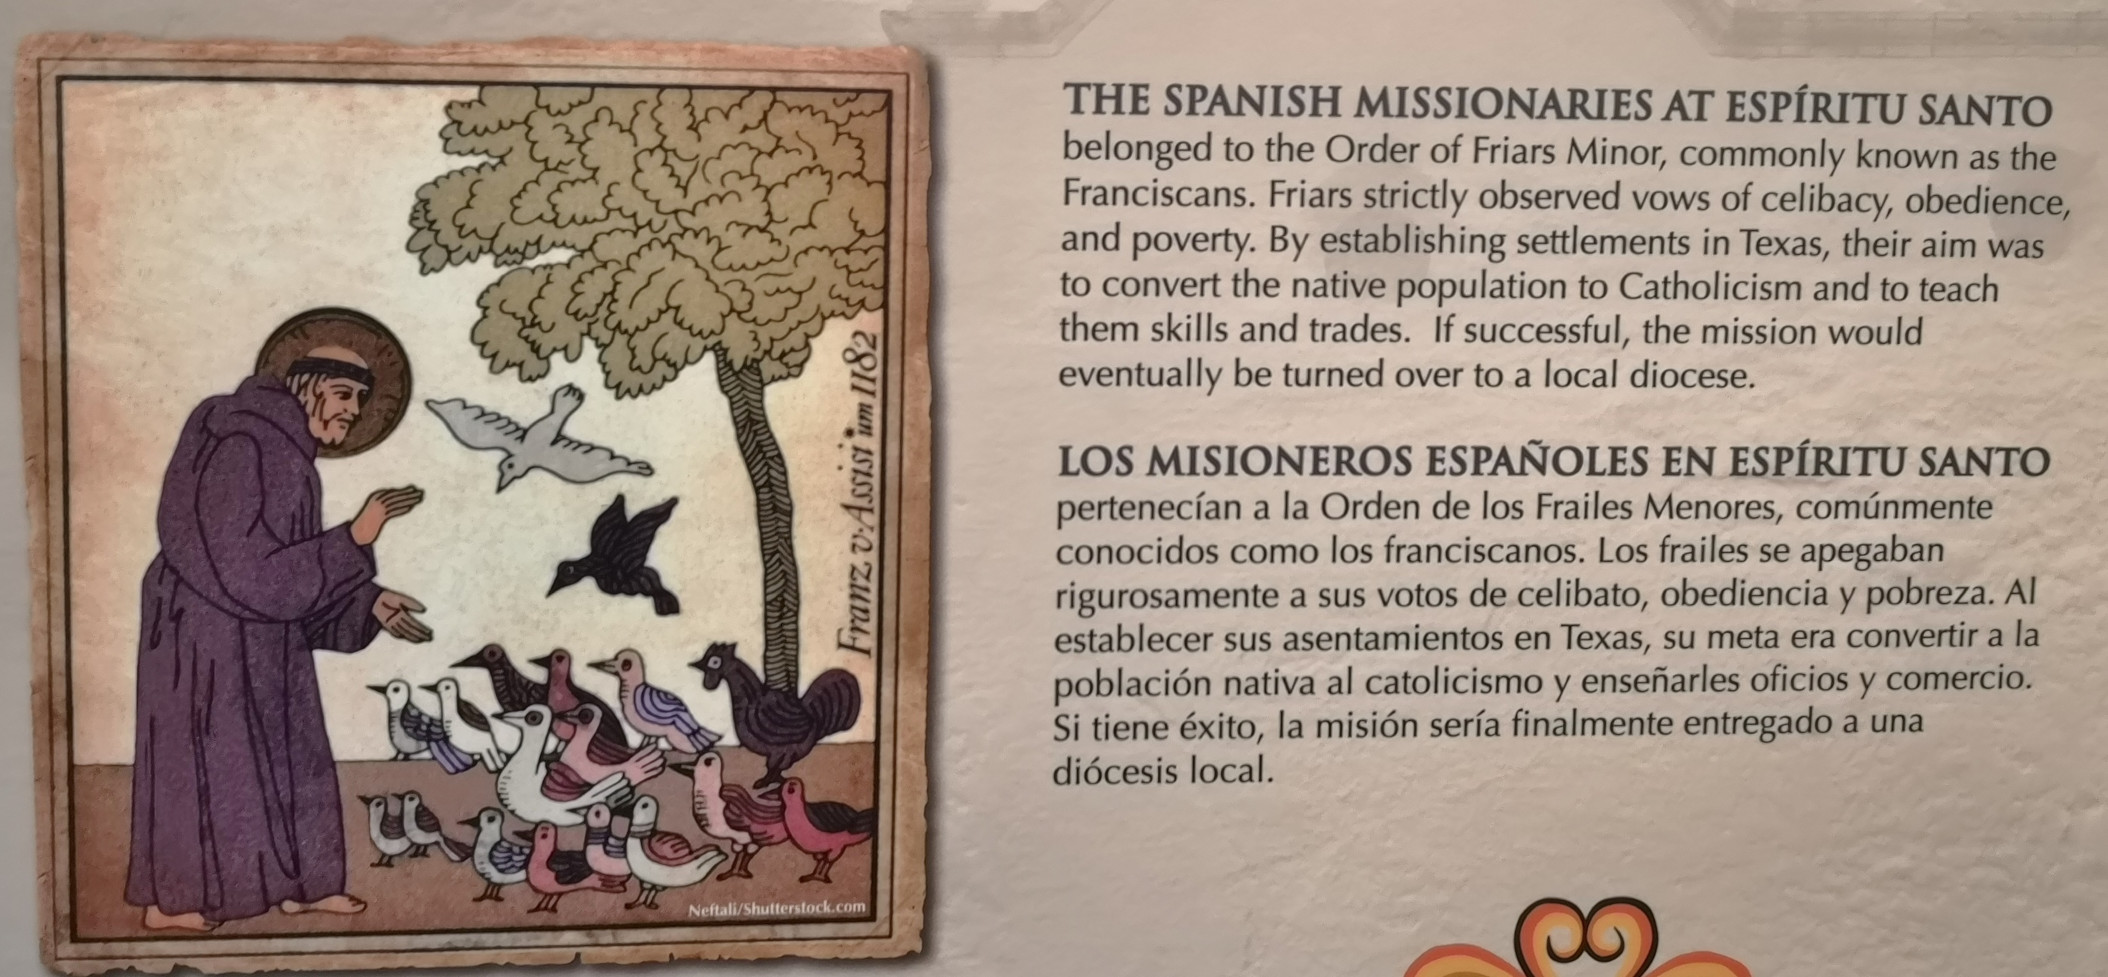 Franz v. Assisi um 1182
Neftali/Shutterstock.com
THE SPANISH MISSIONARIES AT ESPÍRITU SANTO
belonged to the Order of Friars Minor, commonly known as the
Franciscans. Friars strictly observed vows of celibacy, obedience,
and poverty. By establishing settlements in Texas, their aim was
to convert the native population to Catholicism and to teach
them skills and trades. If successful, the mission would
eventually be turned over to a local diocese.
LOS MISIONEROS ESPAÑOLES EN ESPÍRITU SANTO
pertenecían a la Orden de los Frailes Menores, comúnmente
conocidos como los franciscanos. Los frailes se apegaban
rigurosamente a sus votos de celibato, obediencia y pobreza. Al
establecer sus asentamientos en Texas, su meta era convertir a la
población nativa al catolicismo y enseñarles oficios y comercio.
Si tiene éxito, la misión sería finalmente entregado a una
diócesis local.